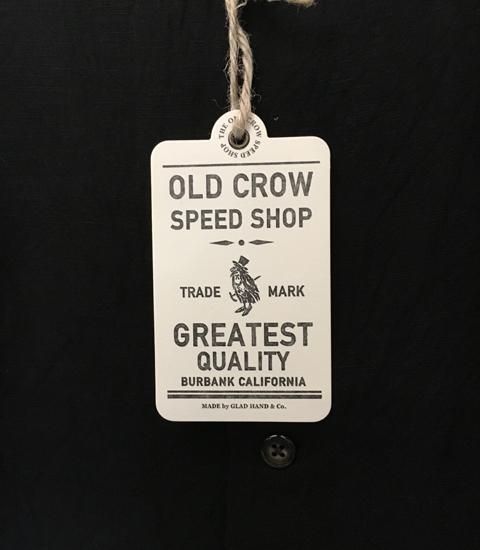 THE OLD CROW SPEED SHOP
OLD CROW
SPEED SHOP
TRADE MARK
GREATEST
QUALITY
BURBANK CALIFORNIA
MADE by GLAD HAND & Co.